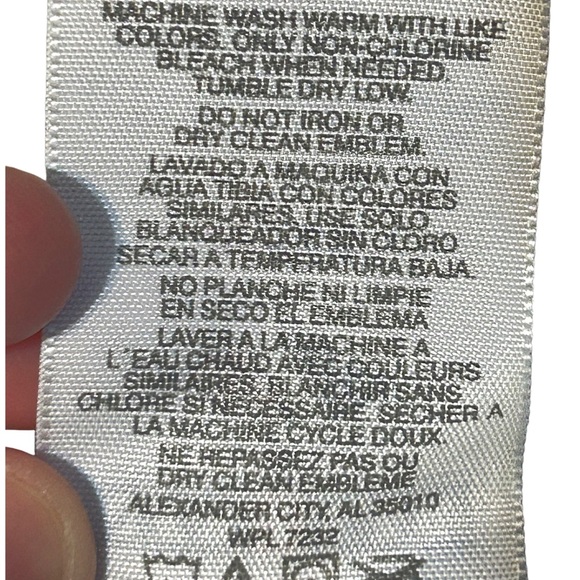 MACHINE WASH WARM WITH LIKE
COLORS. ONLY NON-CHLORINE
BLEACH WHEN NEEDED.
TUMBLE DRY LOW.
DO NOT IRON OR
DRY CLEAN EMBLEM.
LAVADO A MAQUINA CON
AGUA TIBIA CON COLORES
SIMILARES. USE SOLO
BLANQUEADOR SIN CLORO
SECAR A TEMPERATURA BAJA.
NO PLANCHE NI LIMPIE
EN SECO EL EMBLEMA
LAVER A LA MACHINE A
L'EAU CHAUD AVEC COULEURS
SIMILAIRES. BLANCHIR SANS
CHLORE SI NECESSAIRE. SECHER A
LA MACHINE CYCLE DOUX.
NE REPASSEZ PAS OU
DRY CLEAN EMBLEME
ALEXANDER CITY, AL 35010
WPL 7232